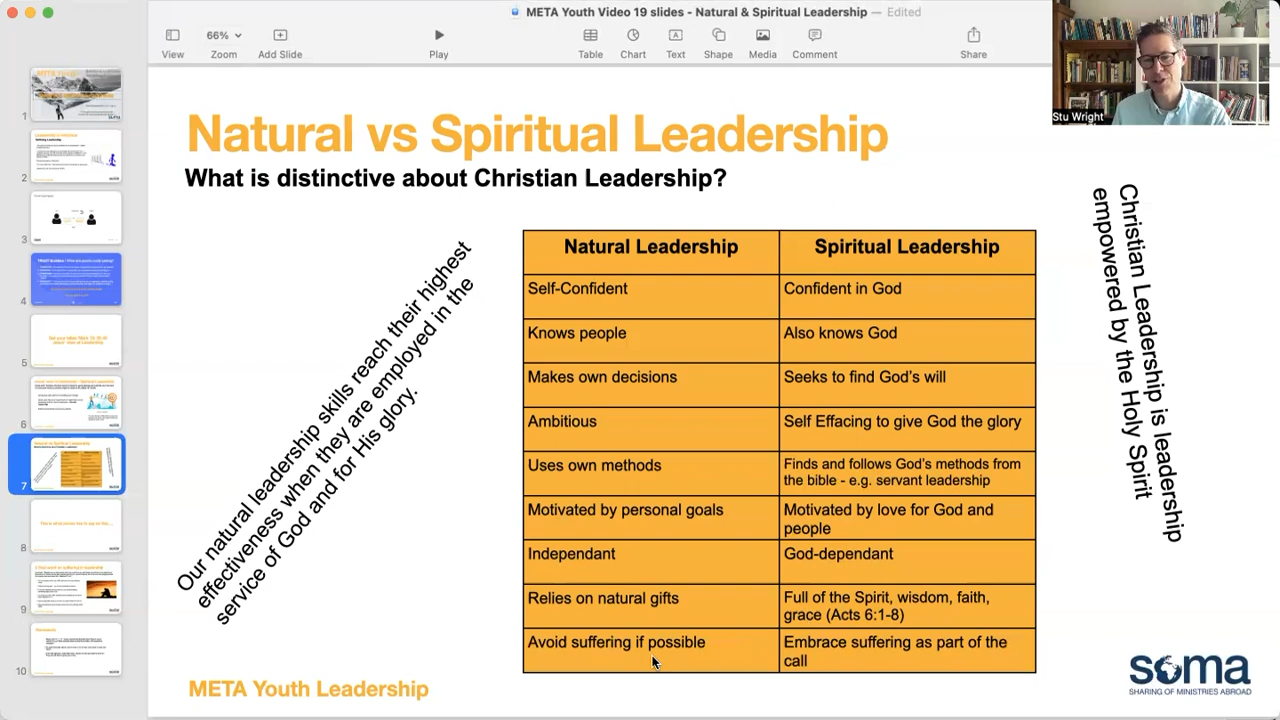 META Youth Video 19 slides - Natural & Spiritual Leadership — Edited
66%
View
Zoom
Add Slide
Play
Table
Chart
Text
Shape
Media
Comment
Share
Stu Wright
1
2
3
4
5
6
7
8
9
10
Natural vs Spiritual Leadership
What is distinctive about Christian Leadership?
Our natural leadership skills reach their highest
effectiveness when they are employed in the
service of God and for His glory.
Natural Leadership
Spiritual Leadership
Self-Confident
Confident in God
Knows people
Also knows God
Makes own decisions
Seeks to find God's will
Ambitious
Self Effacing to give God the glory
Uses own methods
Finds and follows God's methods from
the bible - e.g. servant leadership
Motivated by personal goals
Motivated by love for God and
people
Independant
God-dependant
Relies on natural gifts
Full of the Spirit, wisdom, faith,
grace (Acts 6:1-8)
Avoid suffering if possible
Embrace suffering as part of the
call
Christian Leadership is leadership
empowered by the Holy Spirit
META Youth Leadership
soma
SHARING OF MINISTRIES ABROAD